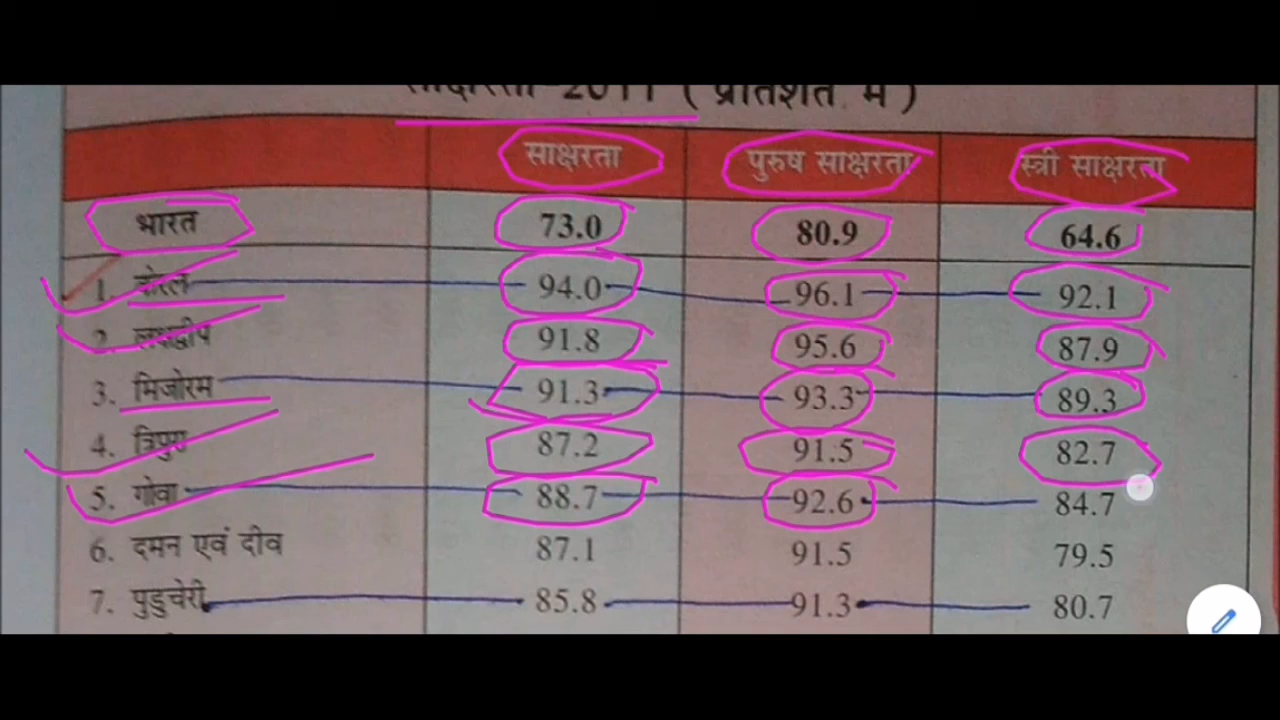 साक्षरता-2011 ( प्रतिशत में )
साक्षरता पुरुष साक्षरता स्त्री साक्षरता
भारत 73.0 80.9 64.6
1. केरल 94.0 96.1 92.1
2. लक्षद्वीप 91.8 95.6 87.9
3. मिजोरम 91.3 93.3 89.3
4. त्रिपुरा 87.2 91.5 82.7
5. गोवा 88.7 92.6 84.7
6. दमन एवं दीव 87.1 91.5 79.5
7. पुडुचेरी 85.8 91.3 80.7